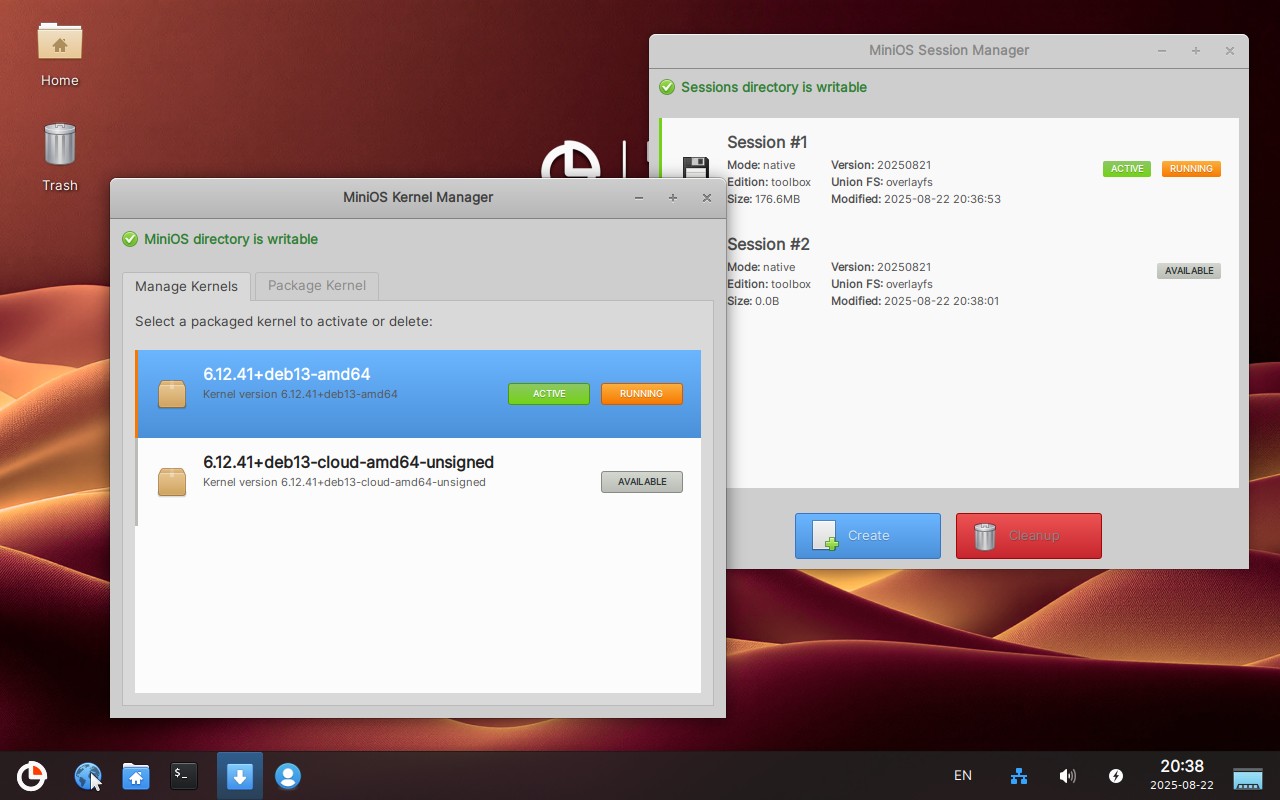 Home
Trash
MiniOS Session Manager
Sessions directory is writable
Session #1
Mode: native Version: 20250821
Edition: toolbox Union FS: overlayfs
Size: 176.6MB Modified: 2025-08-22 20:36:53
ACTIVE RUNNING
Session #2
Mode: native Version: 20250821
Edition: toolbox Union FS: overlayfs
Size: 0.0B Modified: 2025-08-22 20:38:01
AVAILABLE
Create Cleanup
MiniOS Kernel Manager
MiniOS directory is writable
Manage Kernels Package Kernel
Select a packaged kernel to activate or delete:
6.12.41+deb13-amd64
Kernel version 6.12.41+deb13-amd64
ACTIVE RUNNING
6.12.41+deb13-cloud-amd64-unsigned
Kernel version 6.12.41+deb13-cloud-amd64-unsigned
AVAILABLE
$-
EN
20:38
2025-08-22